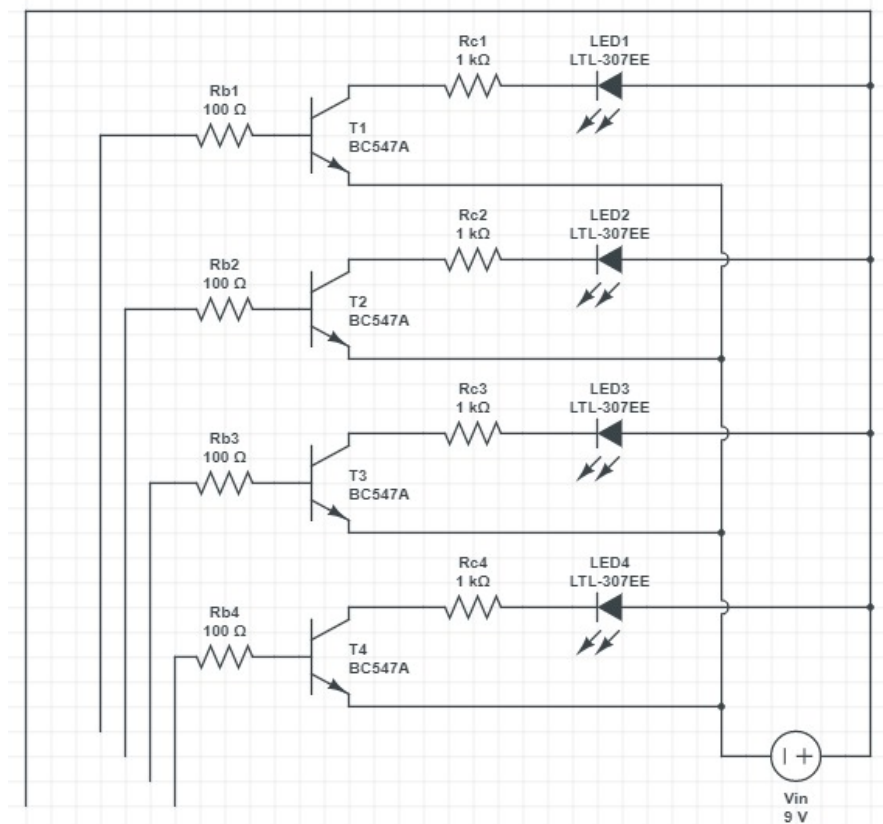 Rc1
1 kΩ
LED1
LTL-307EE
Rb1
100 Ω
T1
BC547A
Rc2
1 kΩ
LED2
LTL-307EE
Rb2
100 Ω
T2
BC547A
Rc3
1 kΩ
LED3
LTL-307EE
Rb3
100 Ω
T3
BC547A
Rc4
1 kΩ
LED4
LTL-307EE
Rb4
100 Ω
T4
BC547A
Vin
9 V